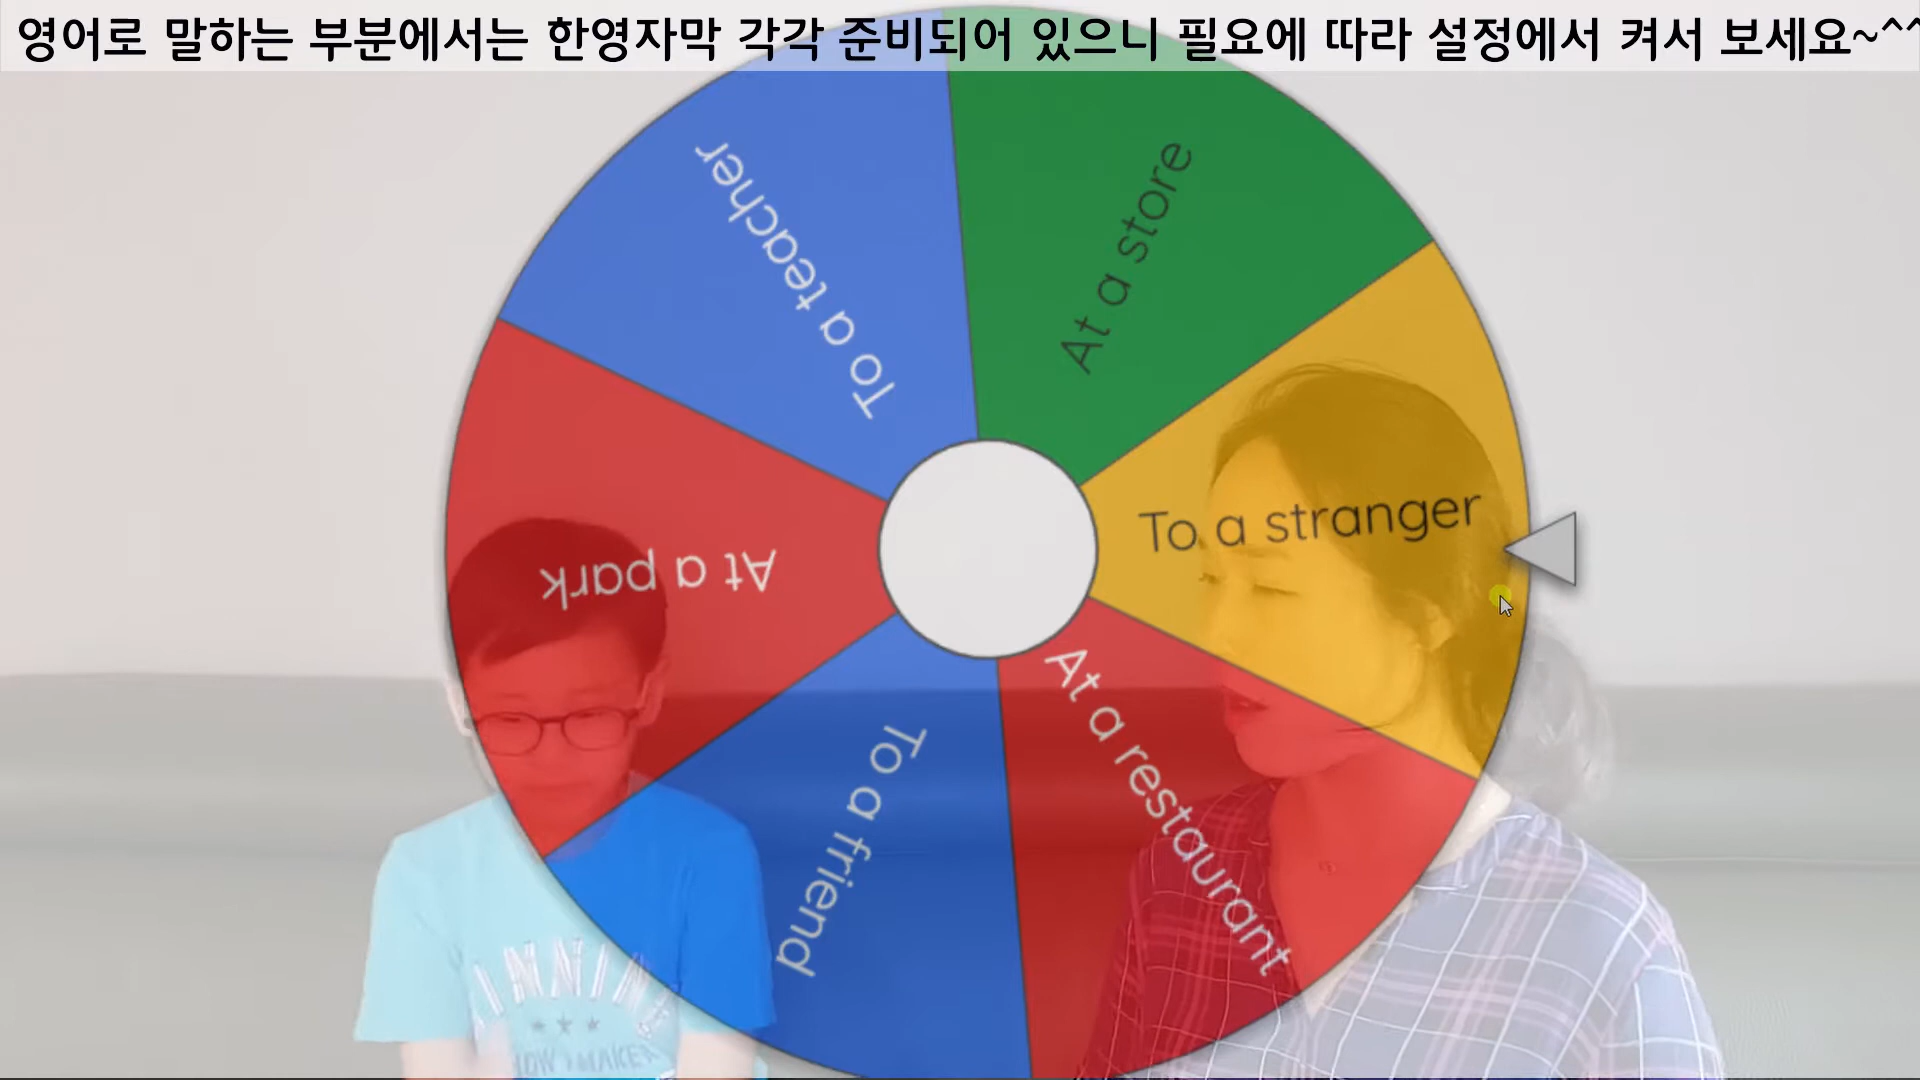 영어로 말하는 부분에서는 한영자막 각각 준비되어 있으니 필요에 따라 설정에서 켜서 보세요~^^
To a teacher
At a store
To a stranger
At a park
At a restaurant
To a friend